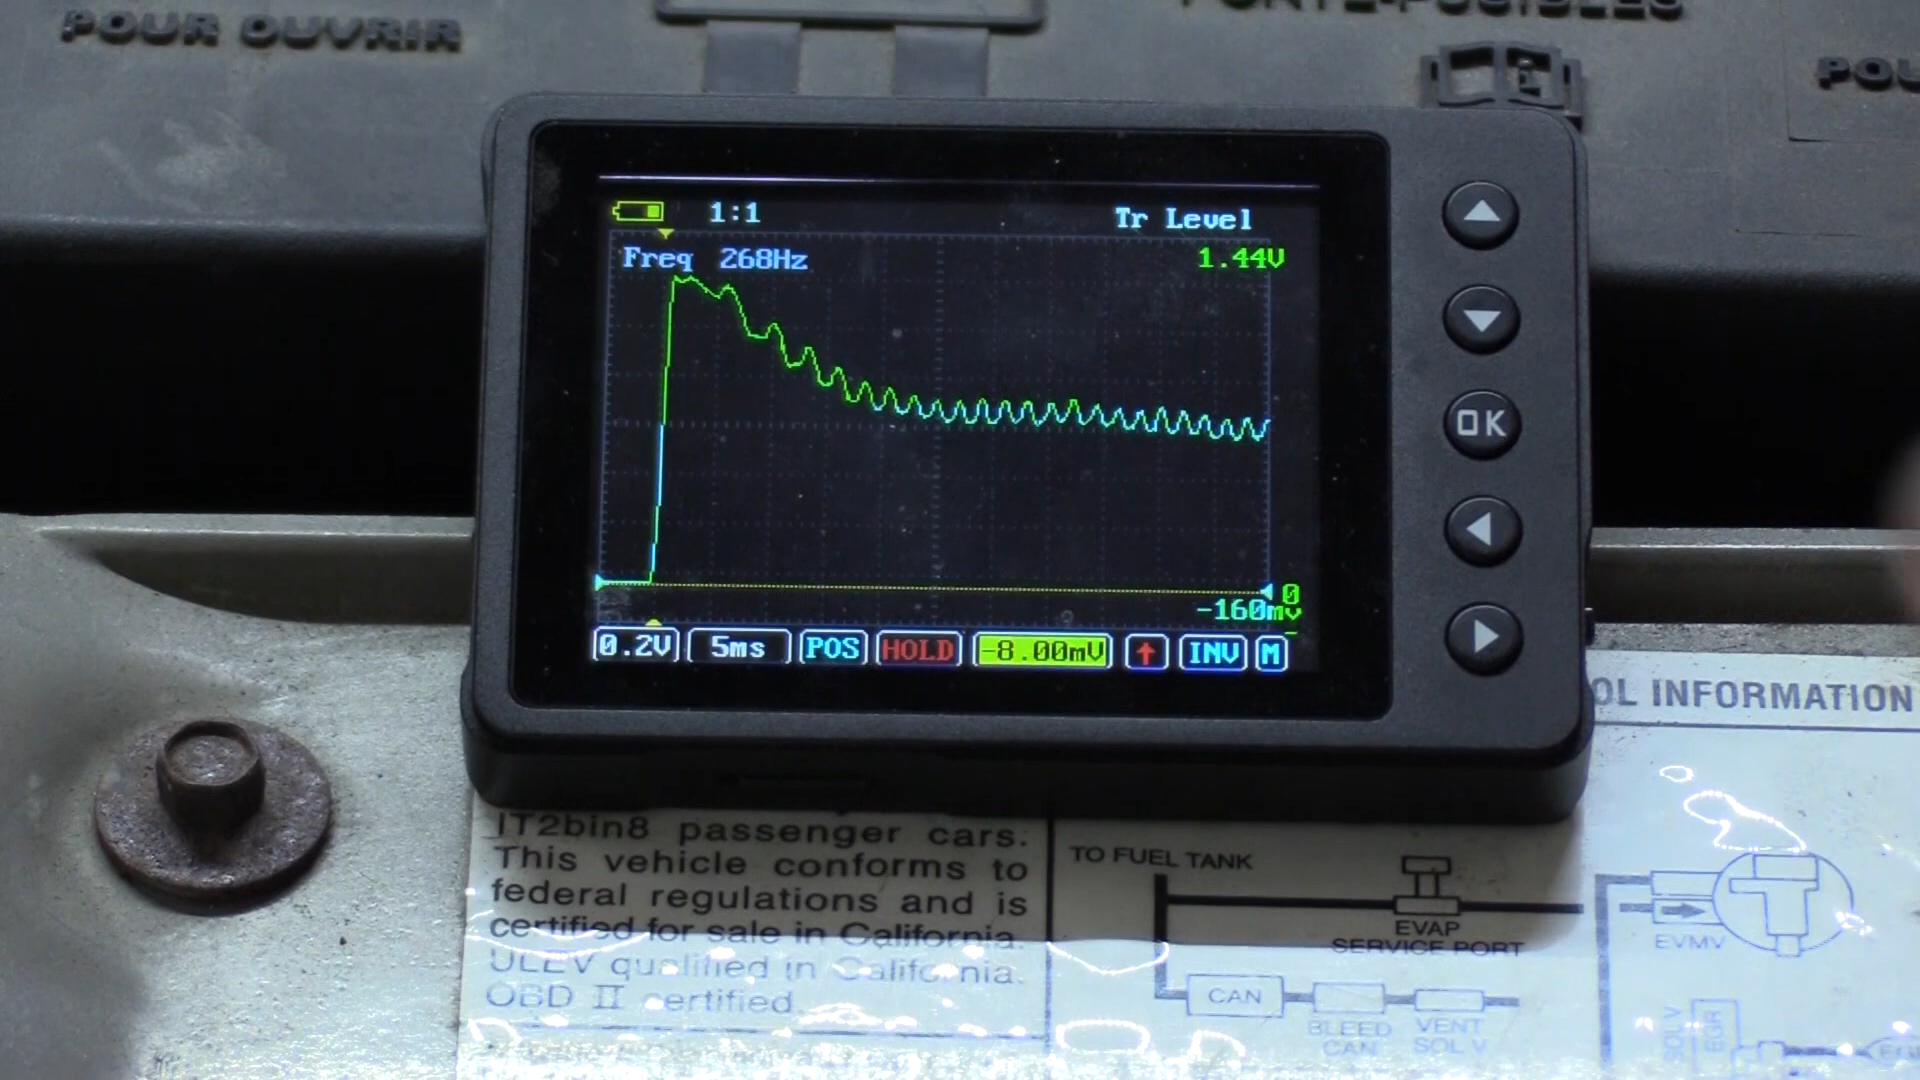 POUR OUVRIR
POU
1:1
Tr Level
Freq 268Hz
1.44V
0
-160mV
0.2V 5ms POS HOLD -8.00mV ↑ INV M
OK
OL INFORMATION
IT2bin8 passenger cars.
This vehicle conforms to
federal regulations and is
certified for sale in California.
ULEV qualified in California.
OBD II certified.
TO FUEL TANK
EVAP
SERVICE PORT
CAN
BLEED
CAN
VENT
SOL V
EVMV
SOL V
EGR